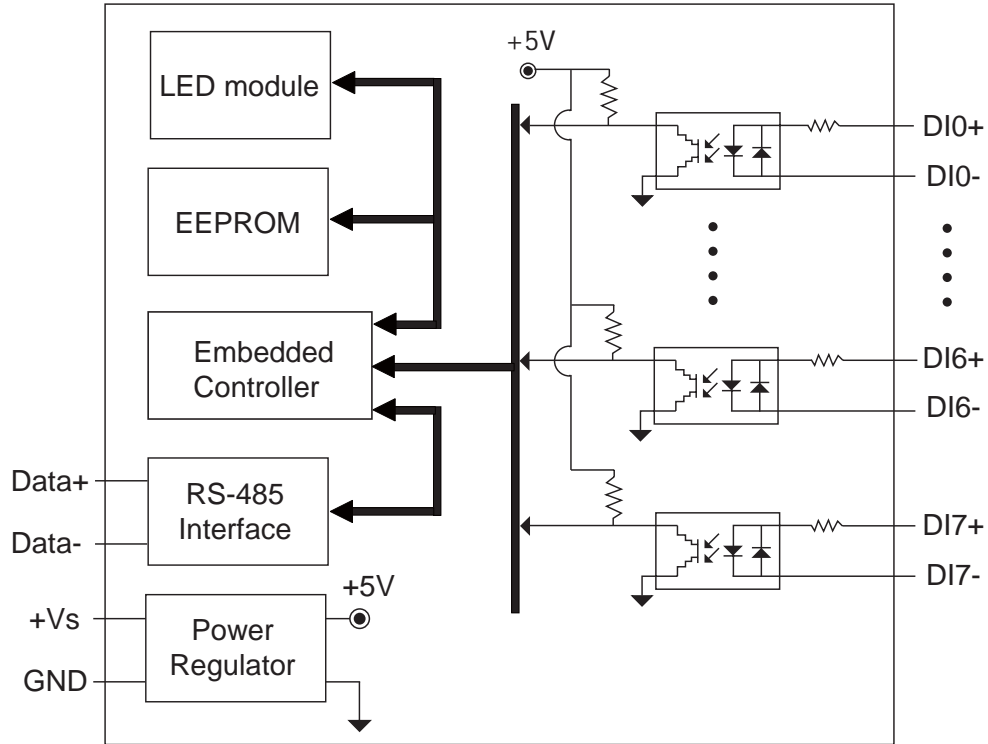 LED module
EEPROM
Embedded
Controller
RS-485
Interface
Data+
Data-
+5V
+Vs
GND
Power
Regulator
+5V
DI0+
DI0-
DI6+
DI6-
DI7+
DI7-